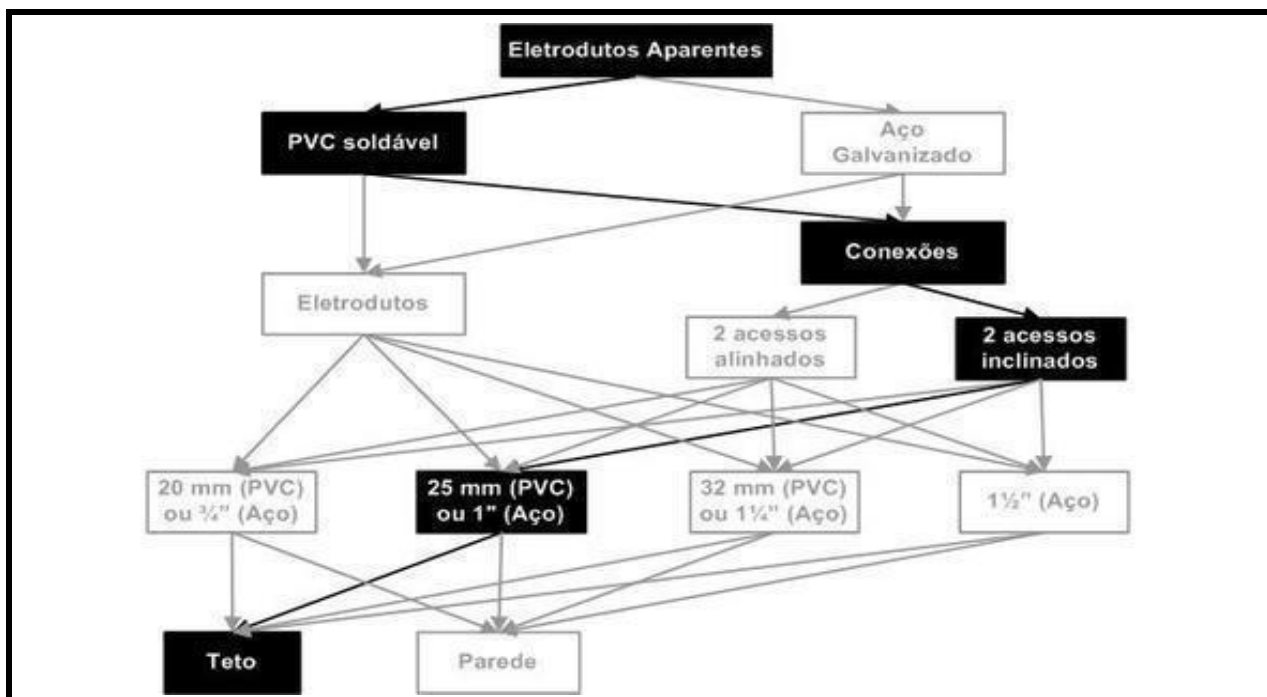 Eletrodutos Aparentes
PVC soldável
Aço
Galvanizado
Conexões
Eletrodutos
2 acessos
alinhados
2 acessos
inclinados
20 mm (PVC)
ou ¾” (Aço)
25 mm (PVC)
ou 1” (Aço)
32 mm (PVC)
ou 1¼” (Aço)
1½” (Aço)
Teto
Parede